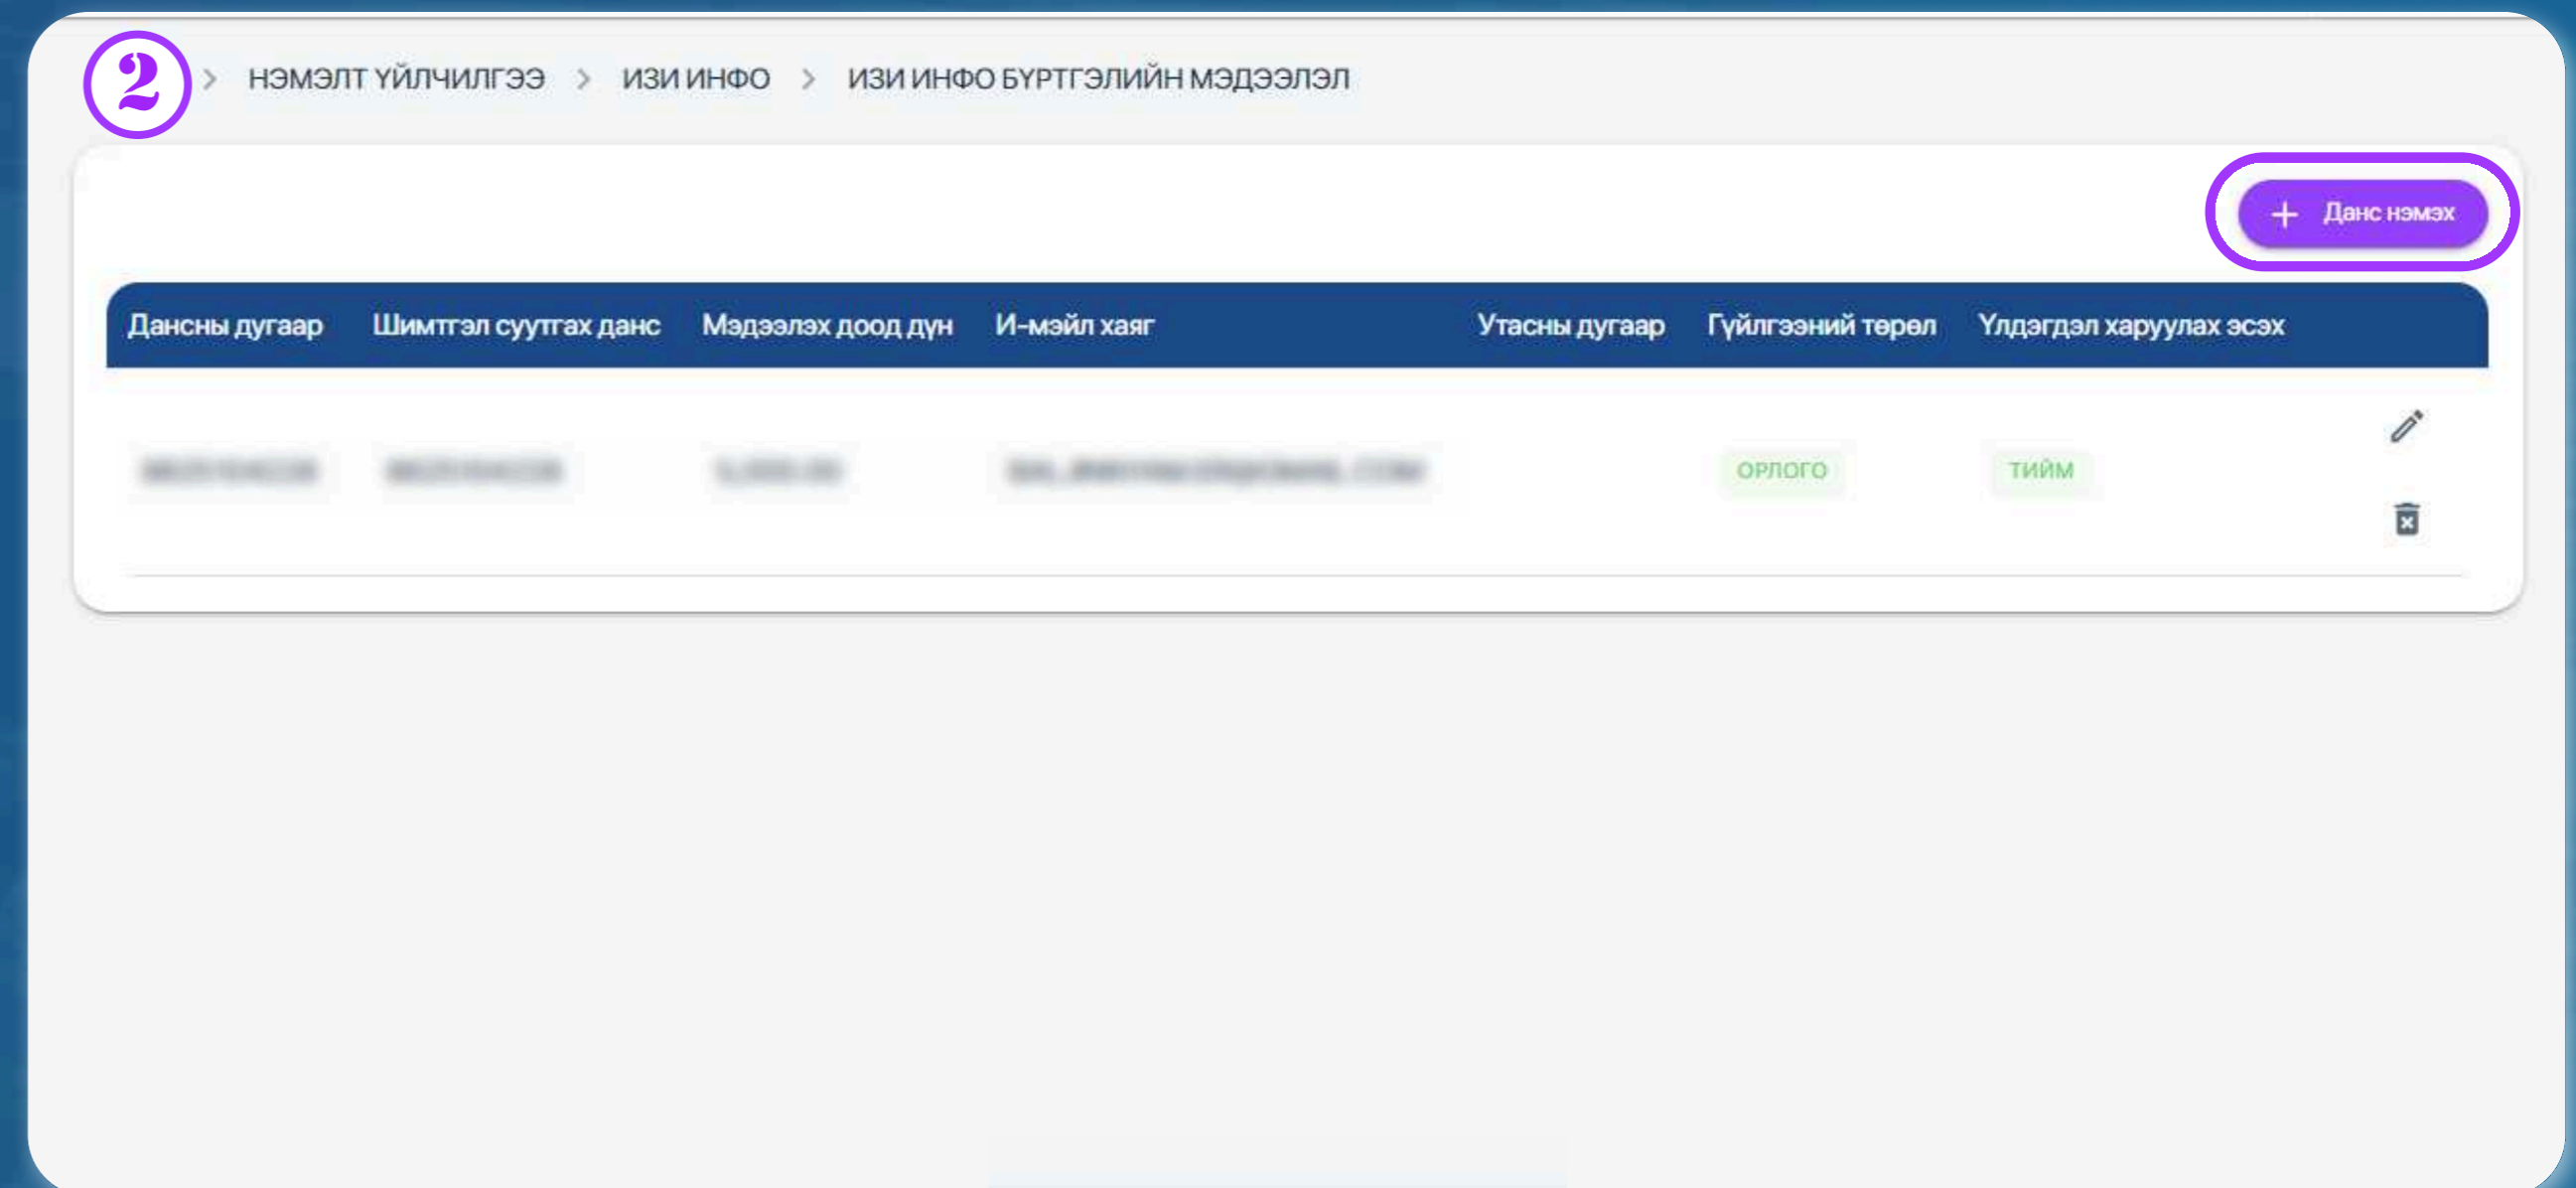 2 > НЭМЭЛТ ҮЙЛЧИЛГЭЭ > ИЗИ ИНФО > ИЗИ ИНФО БҮРТГЭЛИЙН МЭДЭЭЛЭЛ
+ Данс нэмэх
Дансны дугаар Шимтгэл суутгах данс Мэдээлэх доод дүн И-мэйл хаяг Утасны дугаар Гүйлгээний төрөл Үлдэгдэл харуулах эсэх
ОРЛОГО ТИЙМ